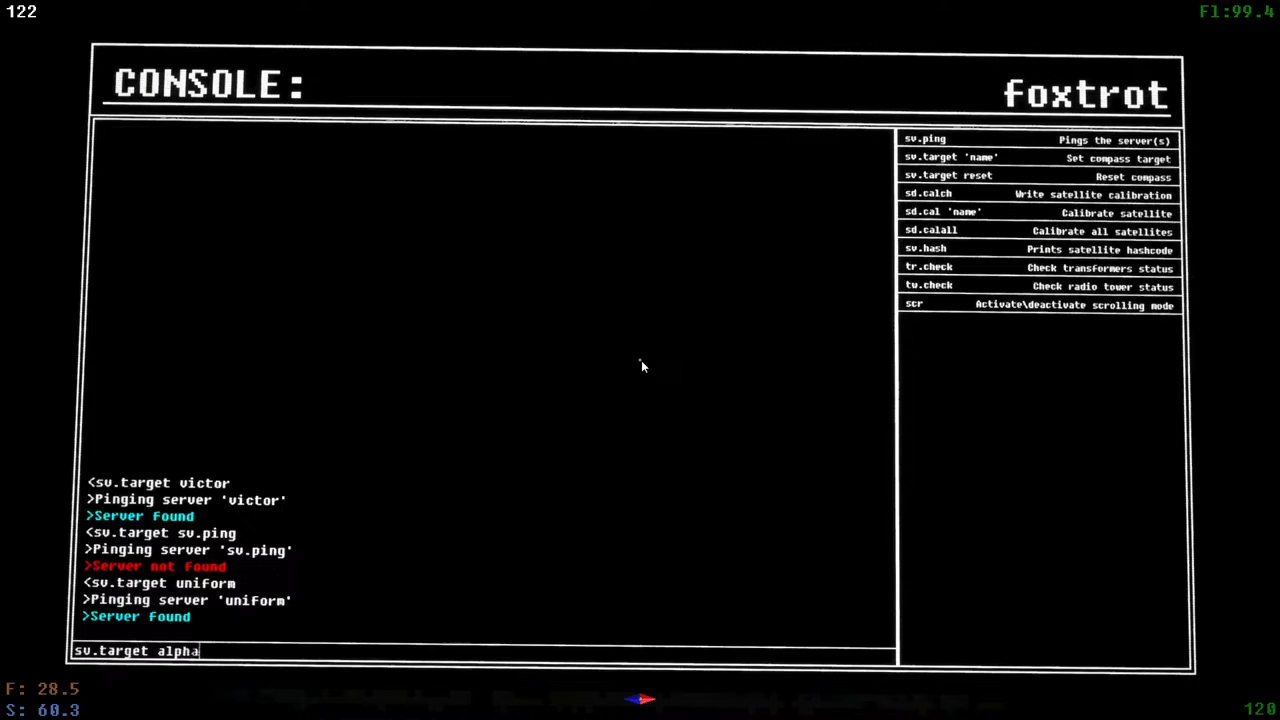 122
Fl:99.4
CONSOLE:
foxtrot
sv.ping Pings the server(s)
sv.target 'name' Set compass target
sv.target reset Reset compass
sd.calch Write satellite calibration
sd.cal 'name' Calibrate satellite
sd.calall Calibrate all satellites
sv.hash Prints satellite hashcode
tr.check Check transformers status
tw.check Check radio tower status
scr Activate\deactivate scrolling mode
<sv.target victor
>Pinging server 'victor'
>Server found
<sv.target sv.ping
>Pinging server 'sv.ping'
>Server not found
<sv.target uniform
>Pinging server 'uniform'
>Server found
sv.target alpha
F: 28.5
S: 60.3
120